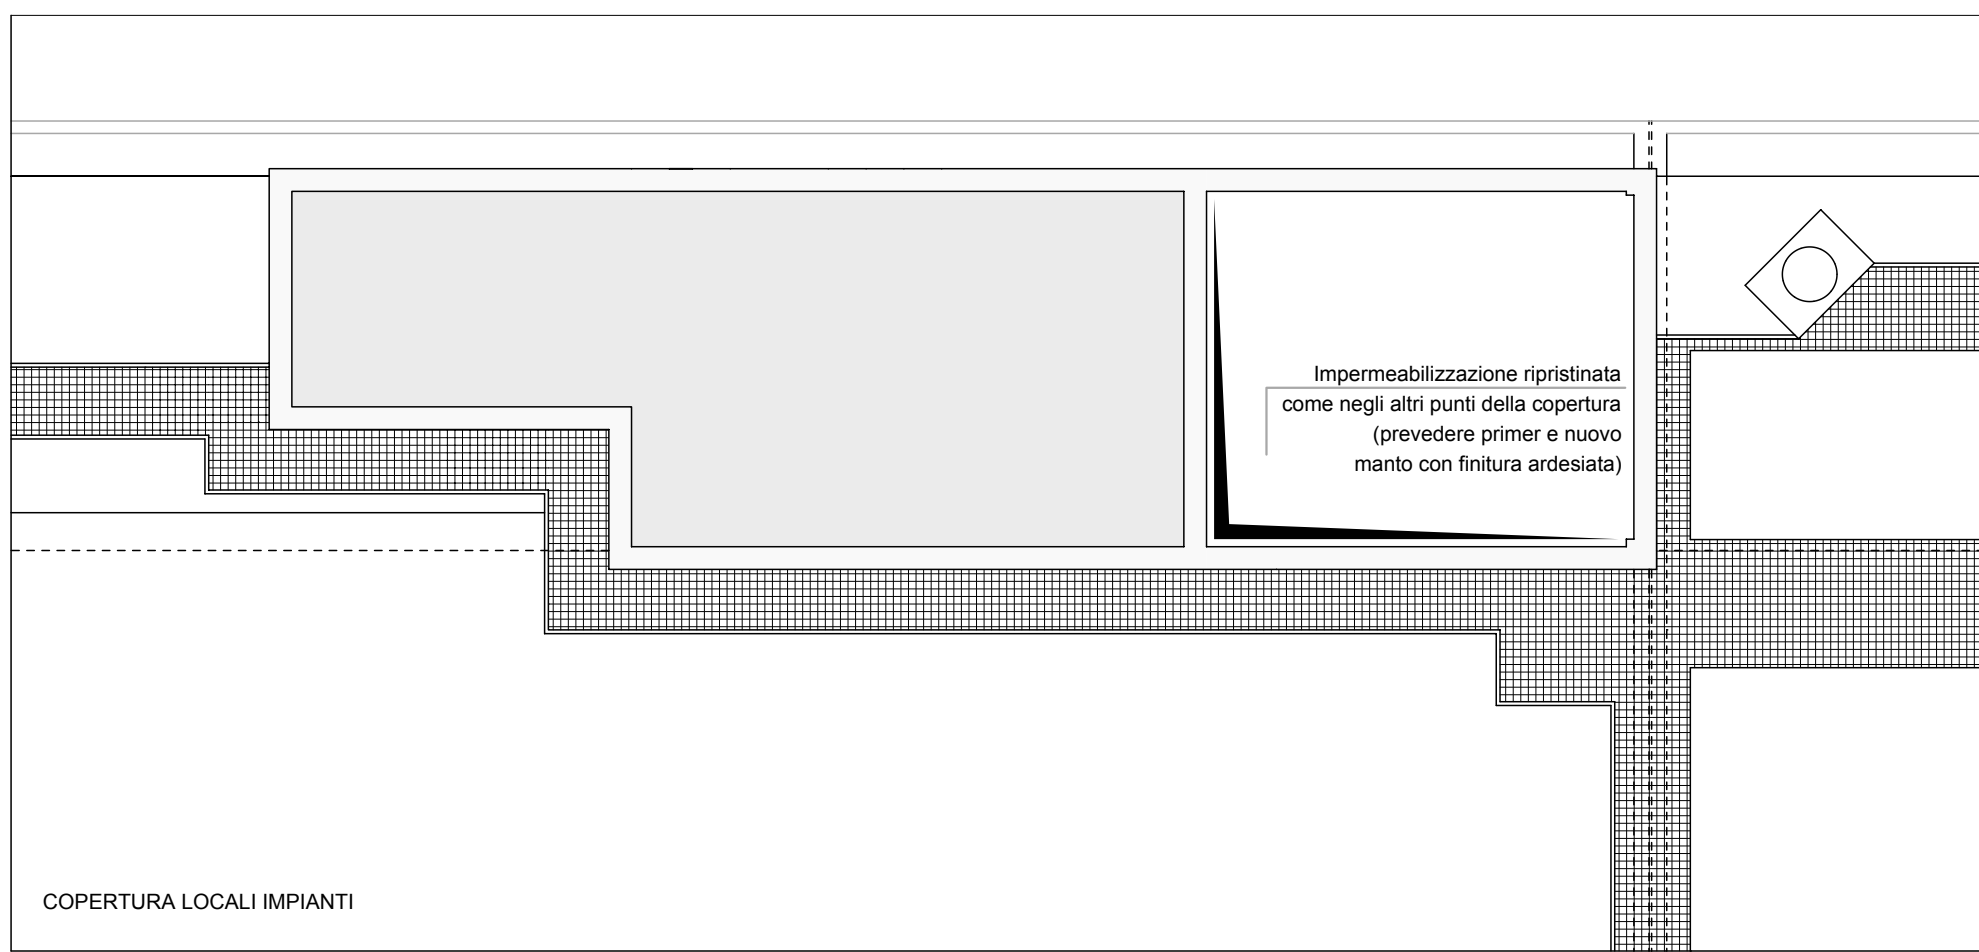 Impermeabilizzazione ripristinata
come negli altri punti della copertura
(prevedere primer e nuovo
manto con finitura ardesiata)
COPERTURA LOCALI IMPIANTI